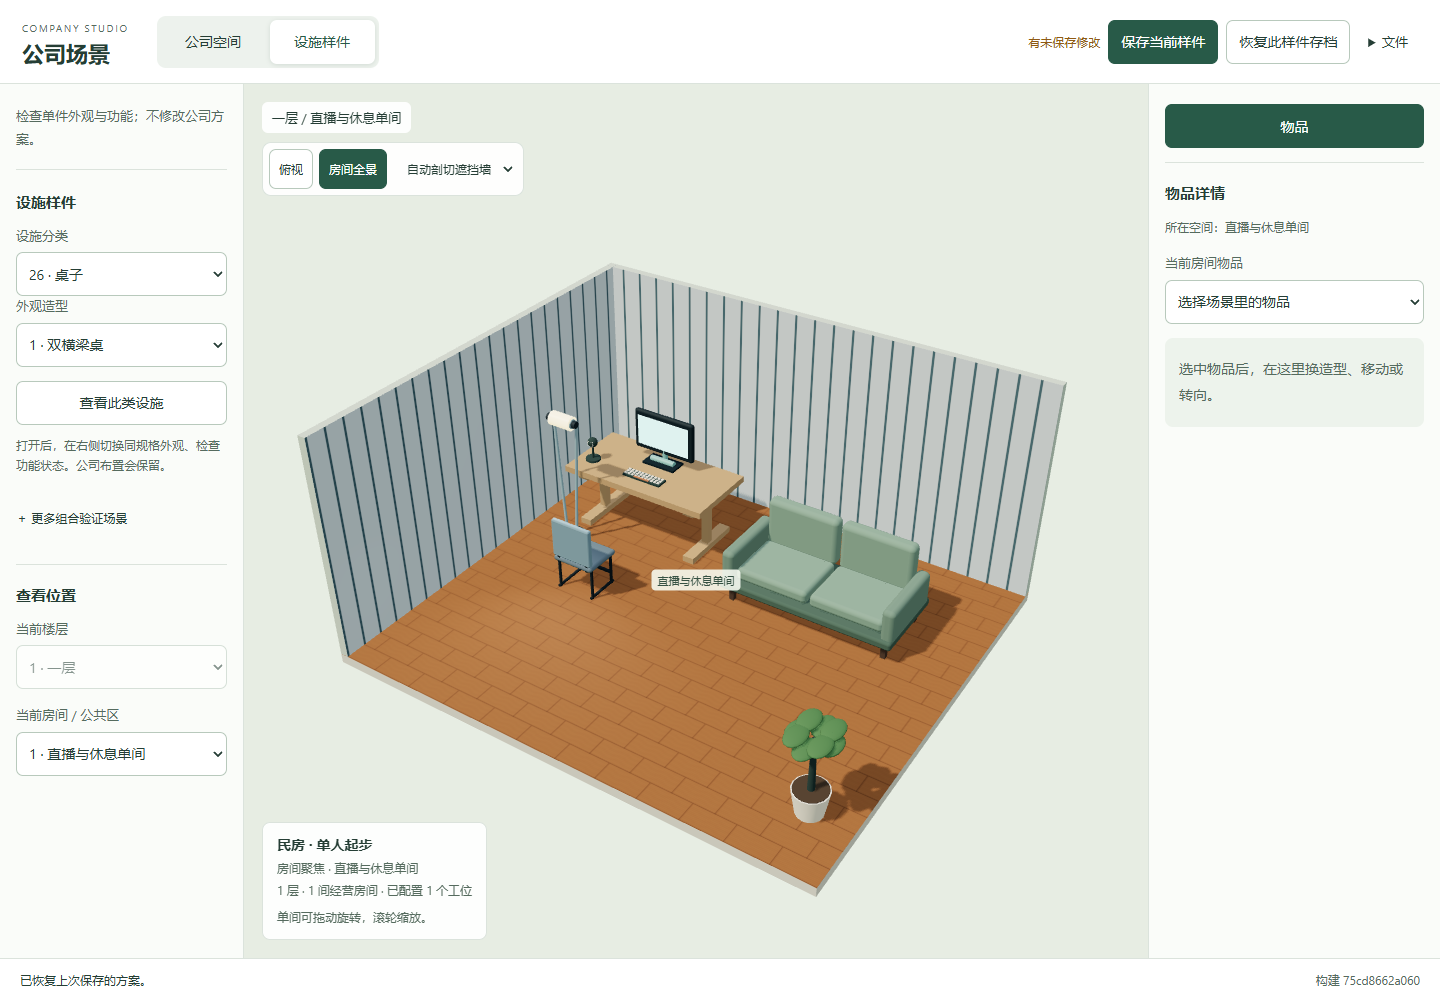 COMPANY STUDIO
公司场景
公司空间
设施样件
有未保存修改
保存当前样件
恢复此样件存档
▶ 文件
检查单件外观与功能；不修改公司方
案。
设施样件
设施分类
26 · 桌子
外观造型
1 · 双横梁桌
查看此类设施
打开后，在右侧切换同规格外观、检查
功能状态。公司布置会保留。
+ 更多组合验证场景
查看位置
当前楼层
1 · 一层
当前房间 / 公共区
1 · 直播与休息单间
一层 / 直播与休息单间
俯视
房间全景
自动剖切遮挡墙
直播与休息单间
民房 · 单人起步
房间聚焦 · 直播与休息单间
1 层 · 1 间经营房间 · 已配置 1 个工位
单间可拖动旋转，滚轮缩放。
物品
物品详情
所在空间：直播与休息单间
当前房间物品
选择场景里的物品
选中物品后，在这里换造型、移动或
转向。
已恢复上次保存的方案。
构建 75cd8662a060